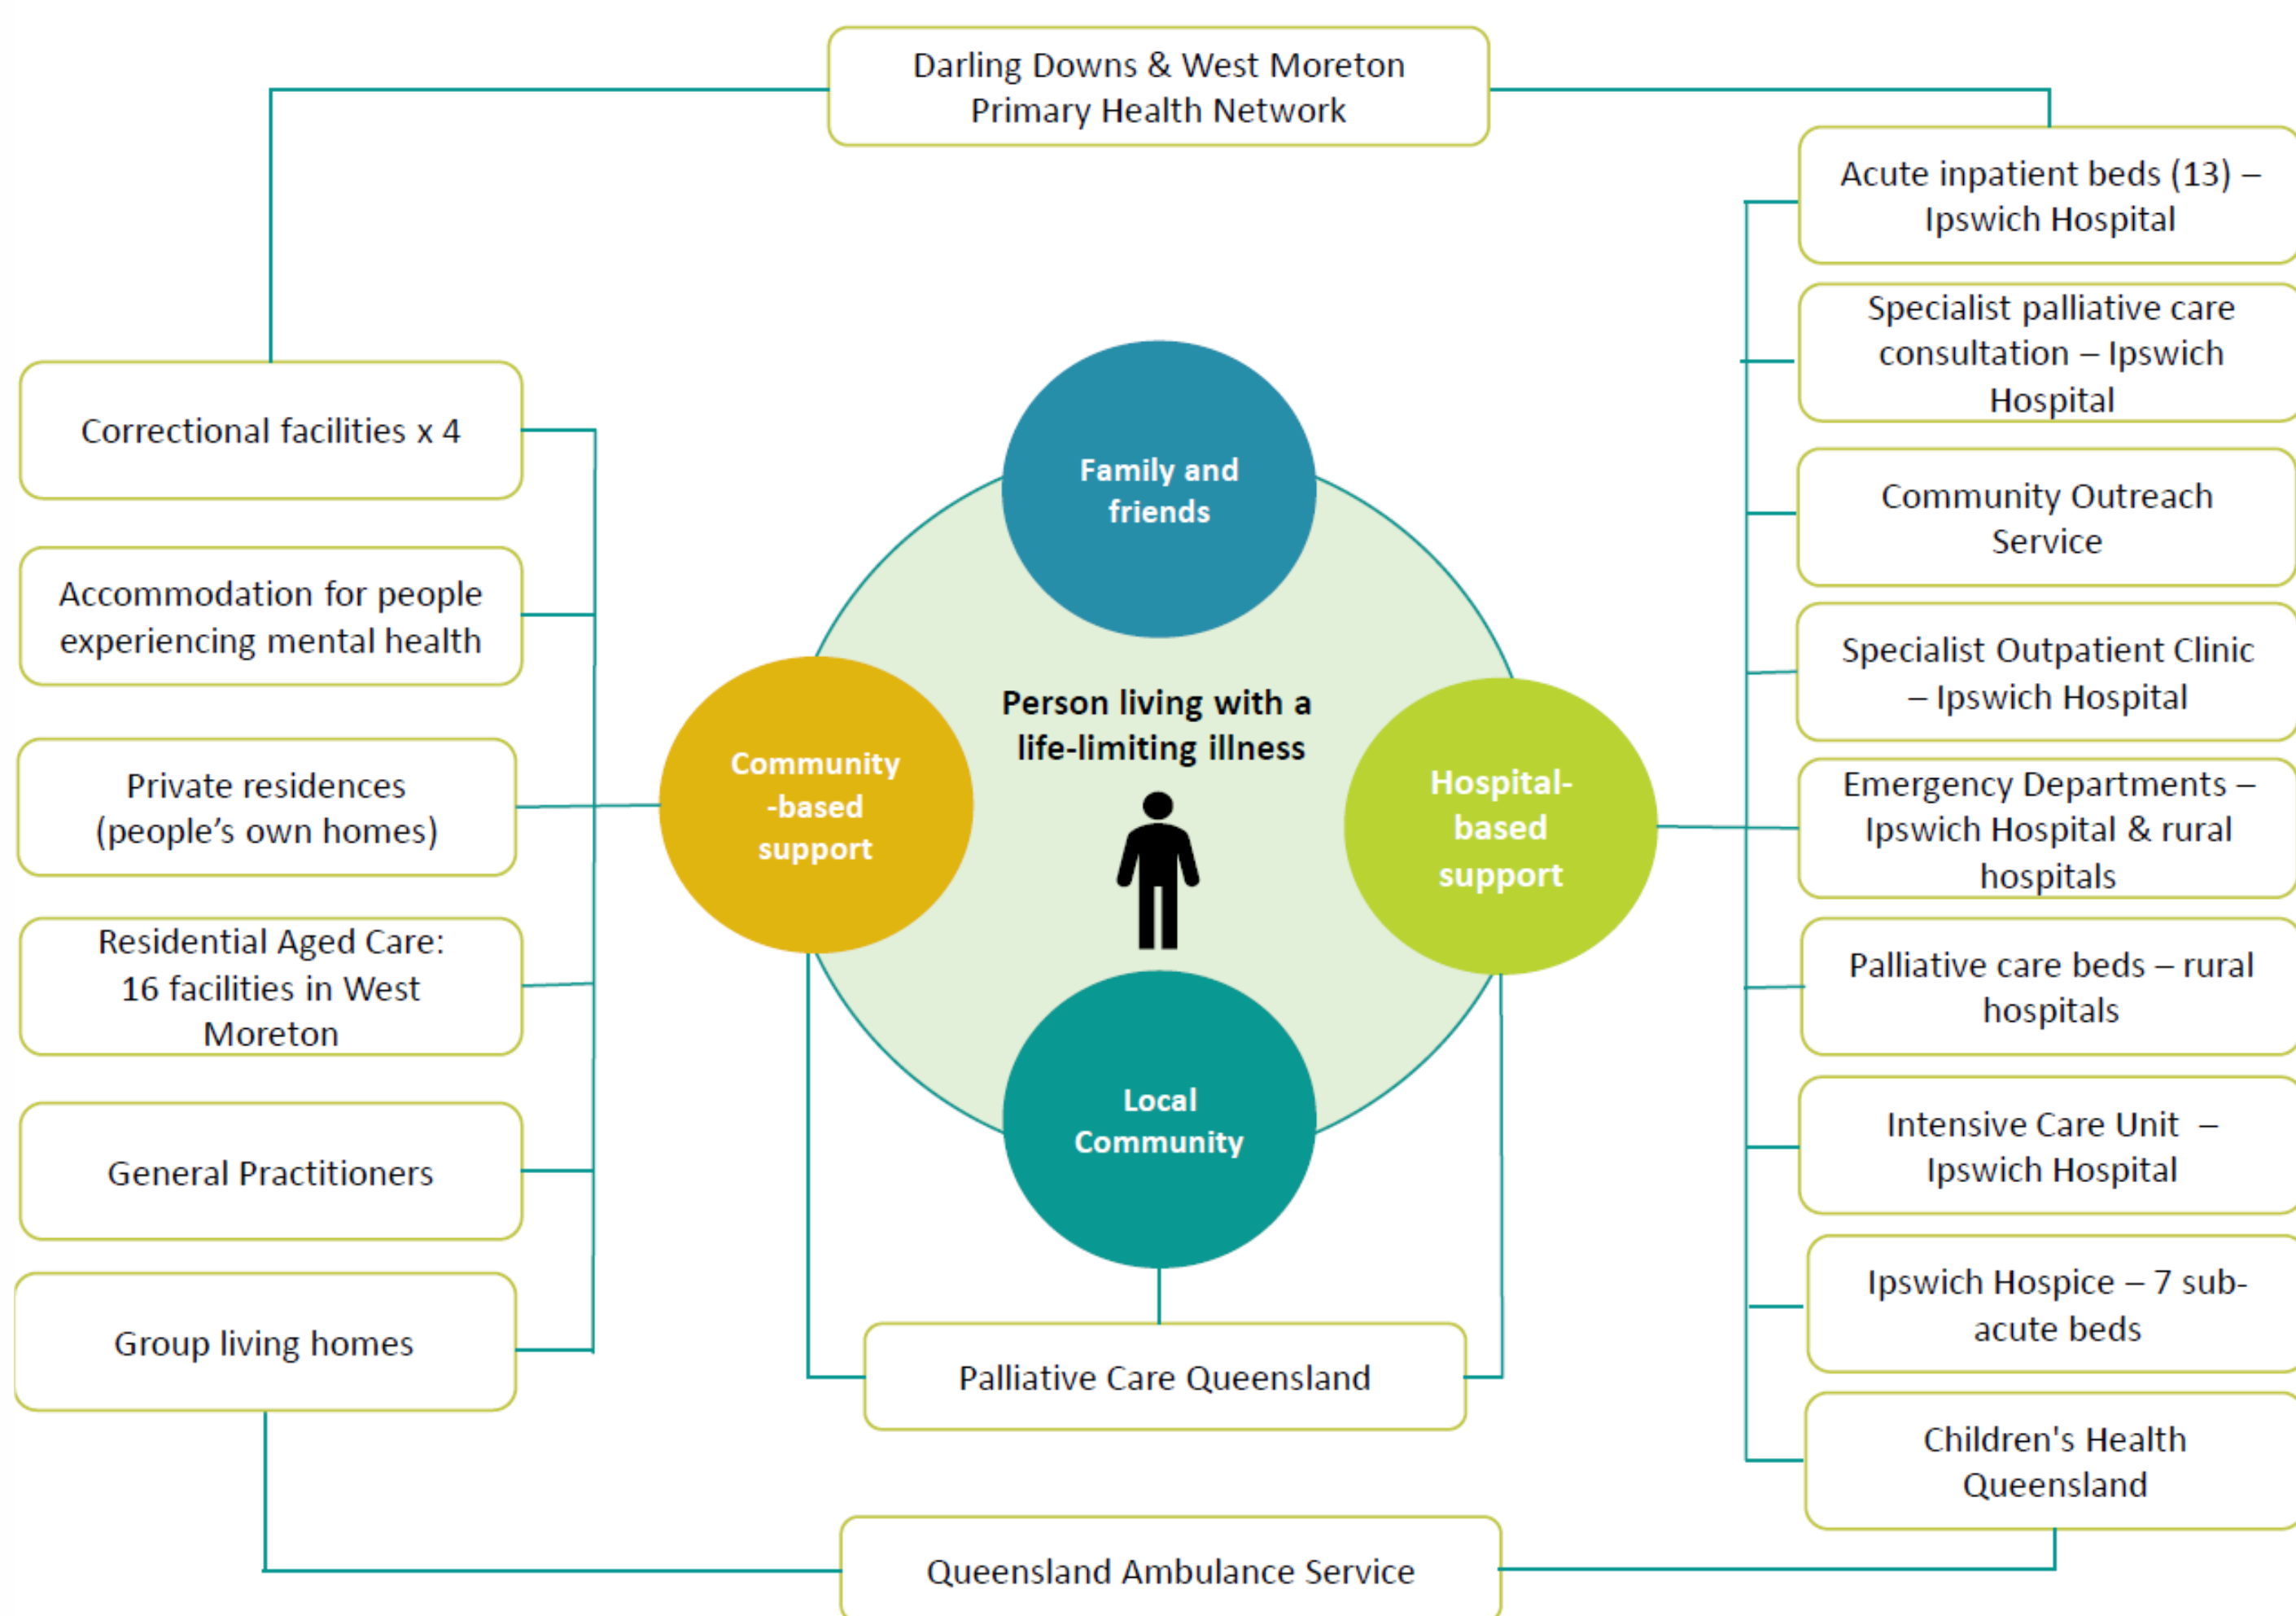 Darling Downs & West Moreton
Primary Health Network
Correctional facilities x 4
Accommodation for people
experiencing mental health
Private residences
(people’s own homes)
Residential Aged Care:
16 facilities in West
Moreton
General Practitioners
Group living homes
Family and
friends
Community
-based
support
Person living with a
life-limiting illness
Hospital-
based
support
Local
Community
Palliative Care Queensland
Queensland Ambulance Service
Acute inpatient beds (13) –
Ipswich Hospital
Specialist palliative care
consultation – Ipswich
Hospital
Community Outreach
Service
Specialist Outpatient Clinic
– Ipswich Hospital
Emergency Departments –
Ipswich Hospital & rural
hospitals
Palliative care beds – rural
hospitals
Intensive Care Unit –
Ipswich Hospital
Ipswich Hospice – 7 sub-
acute beds
Children's Health
Queensland